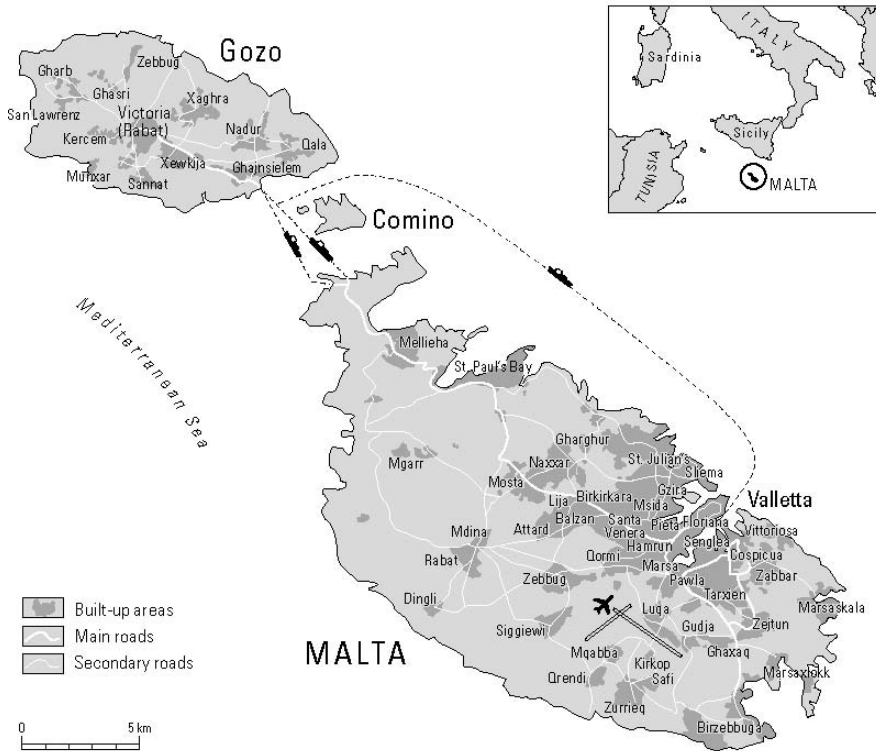 Gozo
Zebbug
Gharb
Ghasri
Xaghra
San Lawrenz
Victoria
(Rabat)
Nadur
Kercem
Qala
Xewkija
Ghajnsielem
Munxar
Sannat
Comino
ITALY
Sardinia
Sicily
TUNISIA
MALTA
Mediterranean Sea
Mellieha
St. Paul's Bay
Gharghur
Mgarr
Naxxar
St. Julian's
Sliema
Mosta
Gzira
Lija
Birkirkara
Msida
Valletta
Balzan
Santa
Venera
Pieta
Floriana
Mdina
Attard
Vittoriosa
Hamrun
Senglea
Rabat
Qormi
Marsa
Cospicua
Zebbug
Pawla
Zabbar
Tarxien
Dingli
Luga
Marsaskala
Siggiewi
Gudja
Zejtun
MALTA
Mqabba
Ghaxaq
Kirkop
Safi
Qrendi
Marsaxlokk
Zurrieq
Birzebbuga
Built-up areas
Main roads
Secondary roads
0
5 km